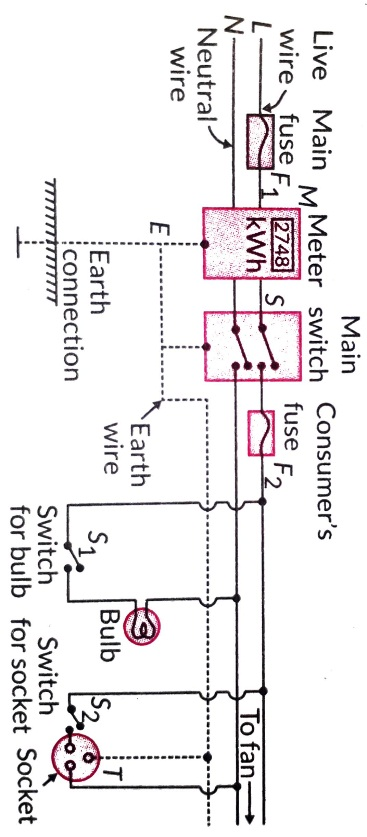 Live
wire
L
N
Neutral
wire
Main
fuse
F1
M
Meter
2748
kWh
E
Earth
connection
Main
switch
S
Earth
wire
Consumer's
fuse
F2
S1
Switch
for bulb
Bulb
S2
Switch
for socket
Socket
T
To fan